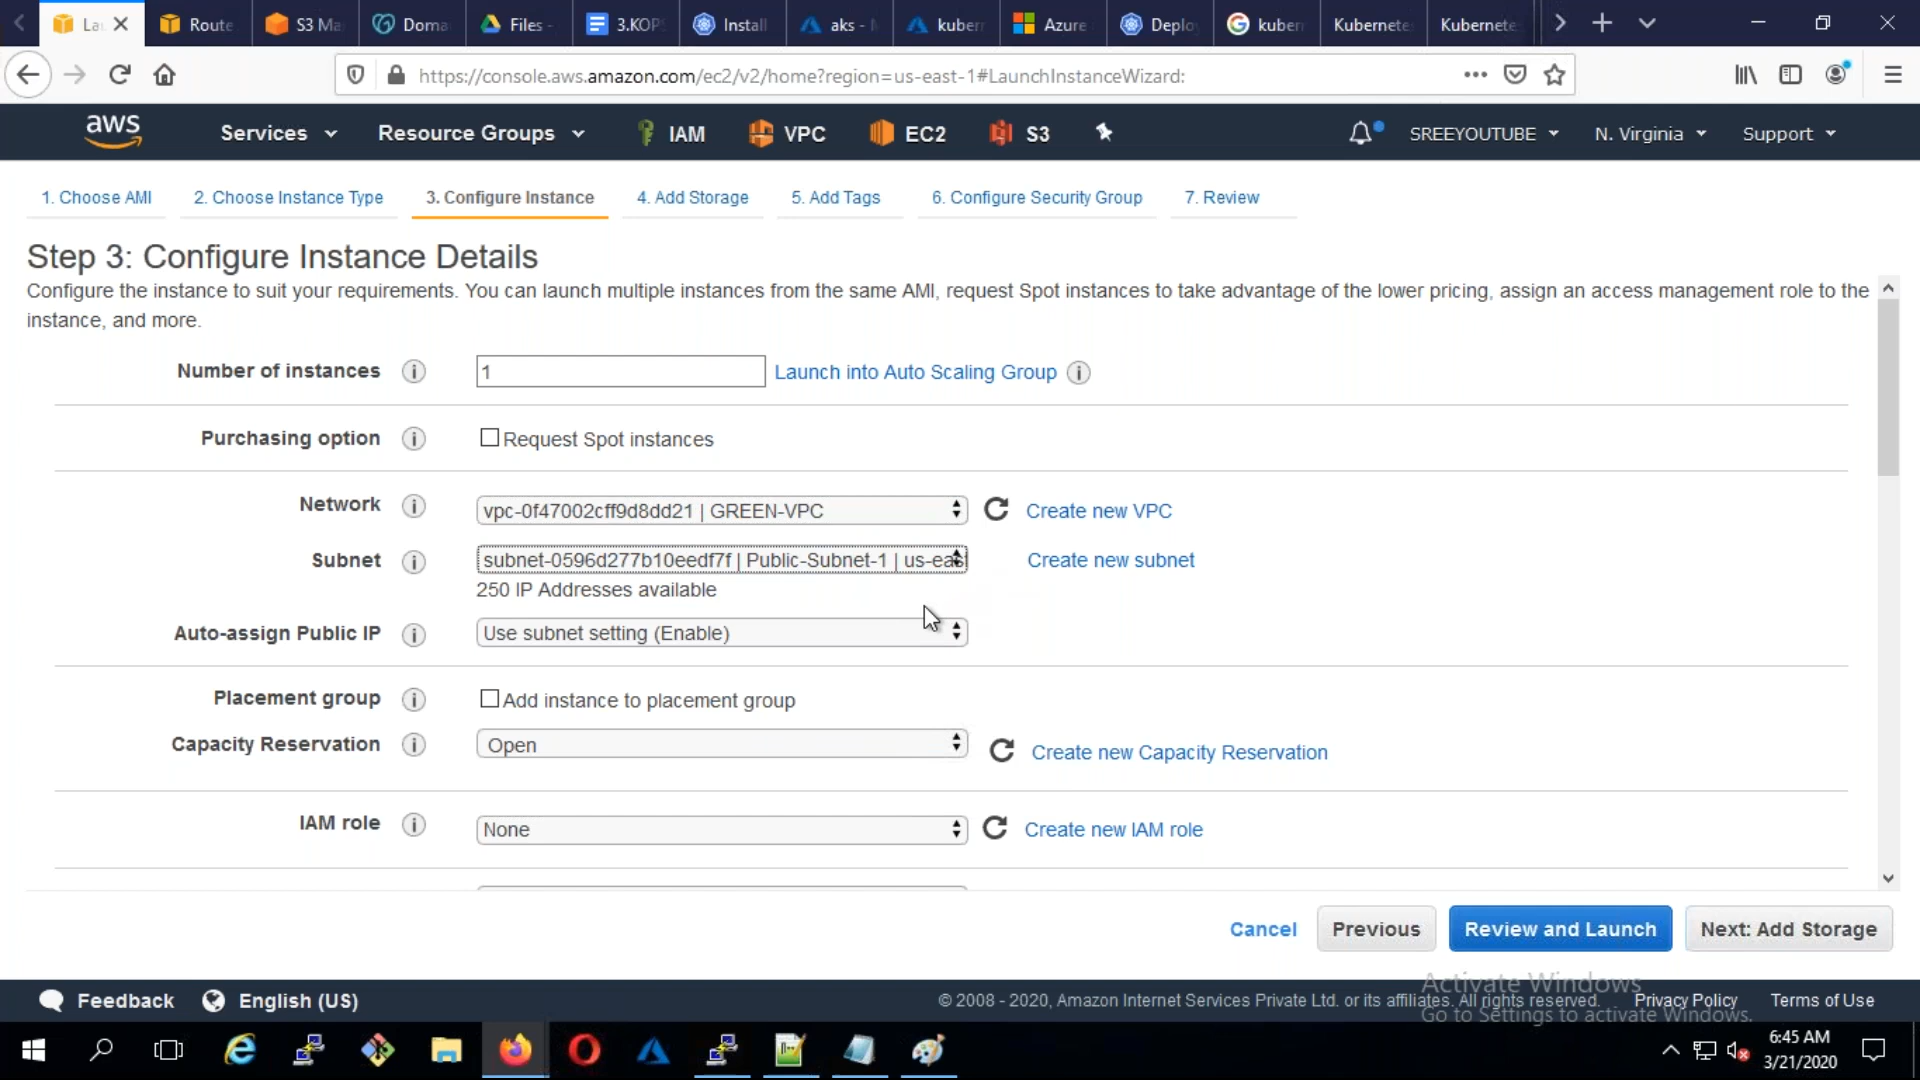 La
Route
S3 Ma
Doma
Files -
3.KOP
Install
aks - 
kubern
Azure
Deplo
kubern
Kubernete
Kubernete
https://console.aws.amazon.com/ec2/v2/home?region=us-east-1#LaunchInstanceWizard:
aws
Services
Resource Groups
IAM
VPC
EC2
S3
SREEYOUTUBE
N. Virginia
Support
1. Choose AMI
2. Choose Instance Type
3. Configure Instance
4. Add Storage
5. Add Tags
6. Configure Security Group
7. Review
Step 3: Configure Instance Details
Configure the instance to suit your requirements. You can launch multiple instances from the same AMI, request Spot instances to take advantage of the lower pricing, assign an access management role to the
instance, and more.
Number of instances
1
Launch into Auto Scaling Group
Purchasing option
Request Spot instances
Network
vpc-0f47002cff9d8dd21 | GREEN-VPC
Create new VPC
Subnet
subnet-0596d277b10eedf7f | Public-Subnet-1 | us-east
Create new subnet
250 IP Addresses available
Auto-assign Public IP
Use subnet setting (Enable)
Placement group
Add instance to placement group
Capacity Reservation
Open
Create new Capacity Reservation
IAM role
None
Create new IAM role
Cancel
Previous
Review and Launch
Next: Add Storage
Activate Windows
Go to Settings to activate Windows.
Feedback
English (US)
© 2008 - 2020, Amazon Internet Services Private Ltd. or its affiliates. All rights reserved.
Privacy Policy
Terms of Use
6:45 AM
3/21/2020